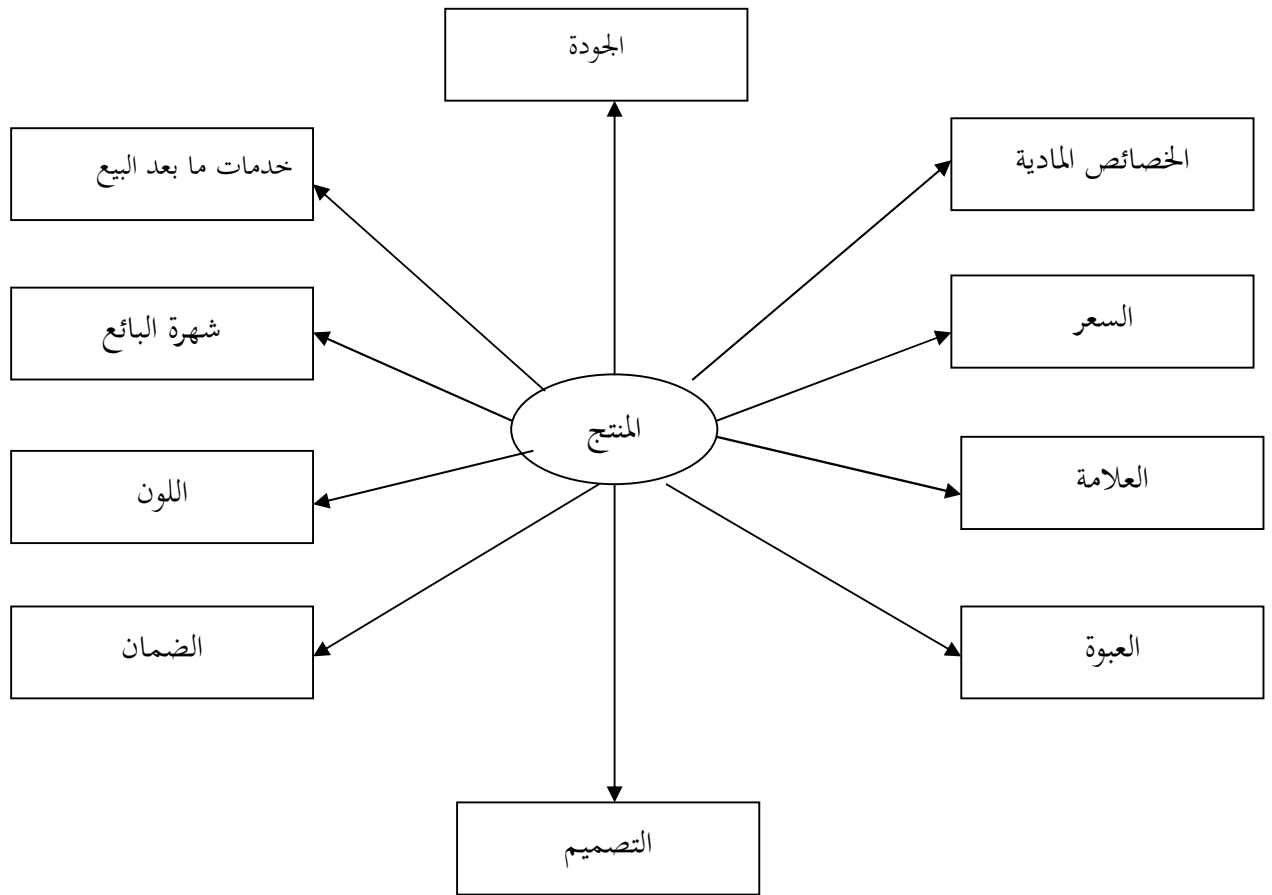 الجودة
الخصائص المادية
خدمات ما بعد البيع
السعر
شهرة البائع
المنتج
العلامة
اللون
العبوة
الضمان
التصميم